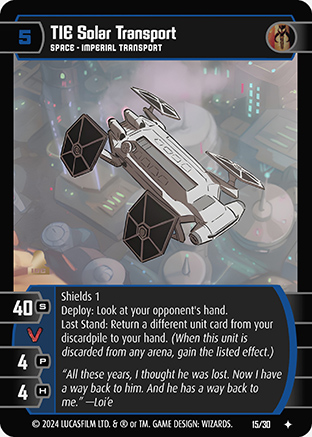 5
TIE Solar Transport
SPACE - IMPERIAL TRANSPORT
Shields 1
40 S
Deploy: Look at your opponent's hand.
Last Stand: Return a different unit card from your
discardpile to your hand. (When this unit is
discarded from any arena, gain the listed effect.)
4 P
"All these years, I thought he was lost. Now I have
4 H
a way back to him. And he has a way back to
me." —Loi'e
© 2024 LUCASFILM LTD. & ® or TM. GAME DESIGN: WIZARDS.
15/30